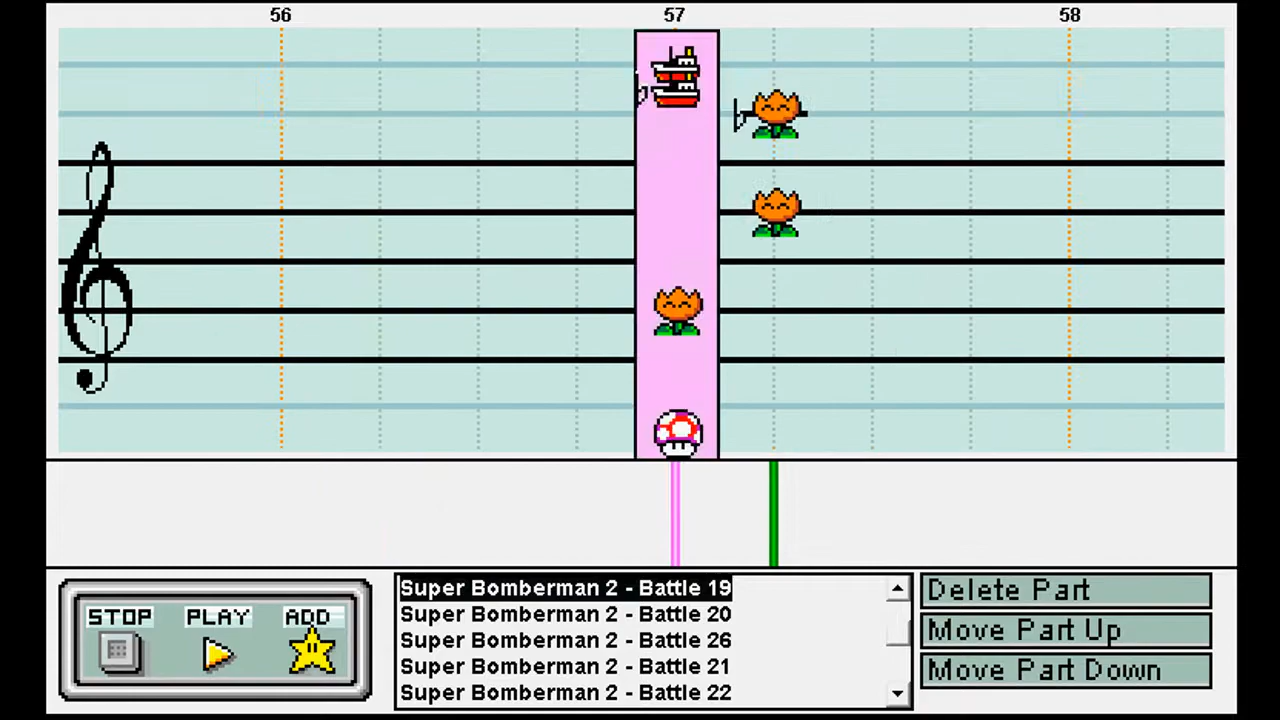 56 57 58
STOP PLAY ADD
Super Bomberman 2 - Battle 19
Super Bomberman 2 - Battle 20
Super Bomberman 2 - Battle 26
Super Bomberman 2 - Battle 21
Super Bomberman 2 - Battle 22
Delete Part
Move Part Up
Move Part Down